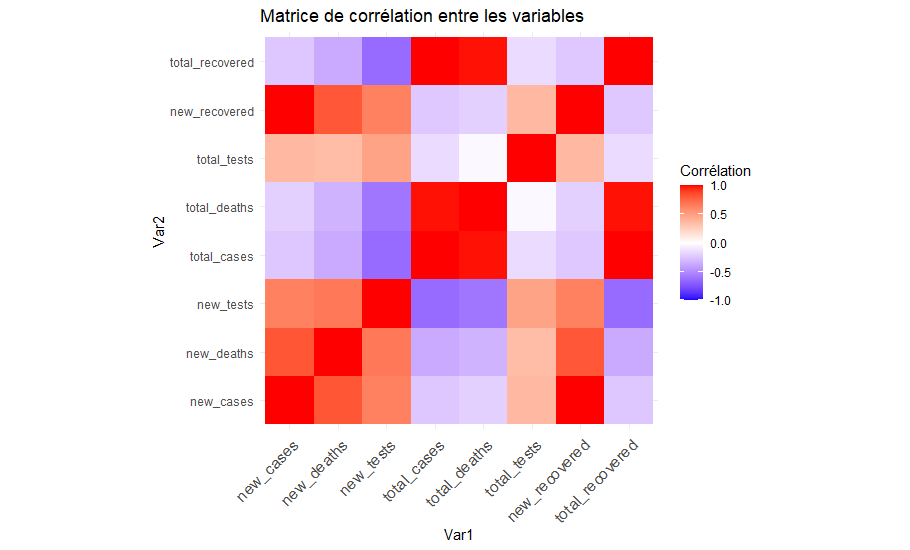 Matrice de corrélation entre les variables
Var2
total_recovered
new_recovered
total_tests
total_deaths
total_cases
new_tests
new_deaths
new_cases
new_cases
new_deaths
new_tests
total_cases
total_deaths
total_tests
new_recovered
total_recovered
Var1
Corrélation
1.0
0.5
0.0
-0.5
-1.0